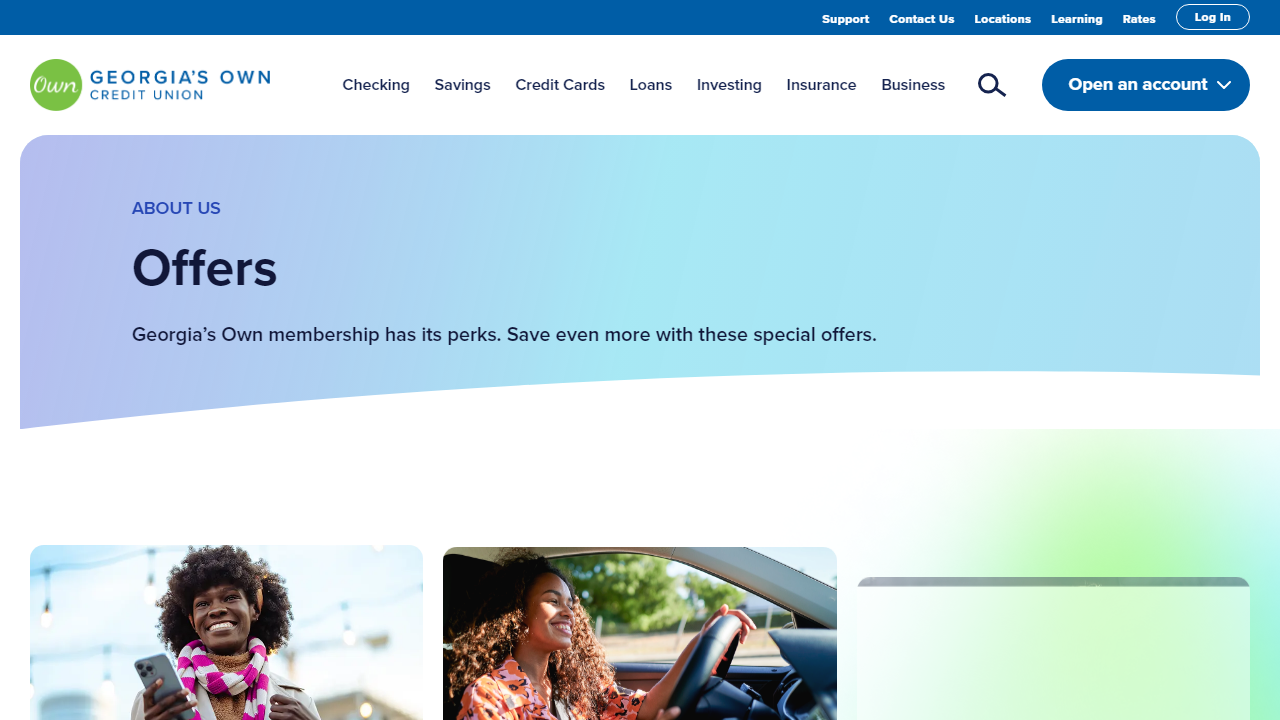 Support Contact Us Locations Learning Rates Log In
Own GEORGIA'S OWN
CREDIT UNION
Checking Savings Credit Cards Loans Investing Insurance Business Open an account
ABOUT US
Offers
Georgia’s Own membership has its perks. Save even more with these special offers.